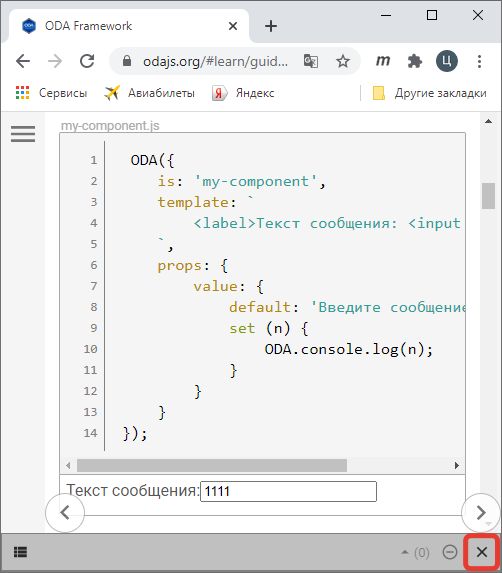 ODA Framework
odajs.org/#learn/guid...
m
Ц
Сервисы
Авиабилеты
Я
Яндекс
Другие закладки
my-component.js
1 ODA({
2 is: 'my-component',
3 template: `
4 <label>Текст сообщения: <input
5 `,
6 props: {
7 value: {
8 default: 'Введите сообщение
9 set (n) {
10 ODA.console.log(n);
11 }
12 }
13 }
14 });
Текст сообщения: 1111
(0)